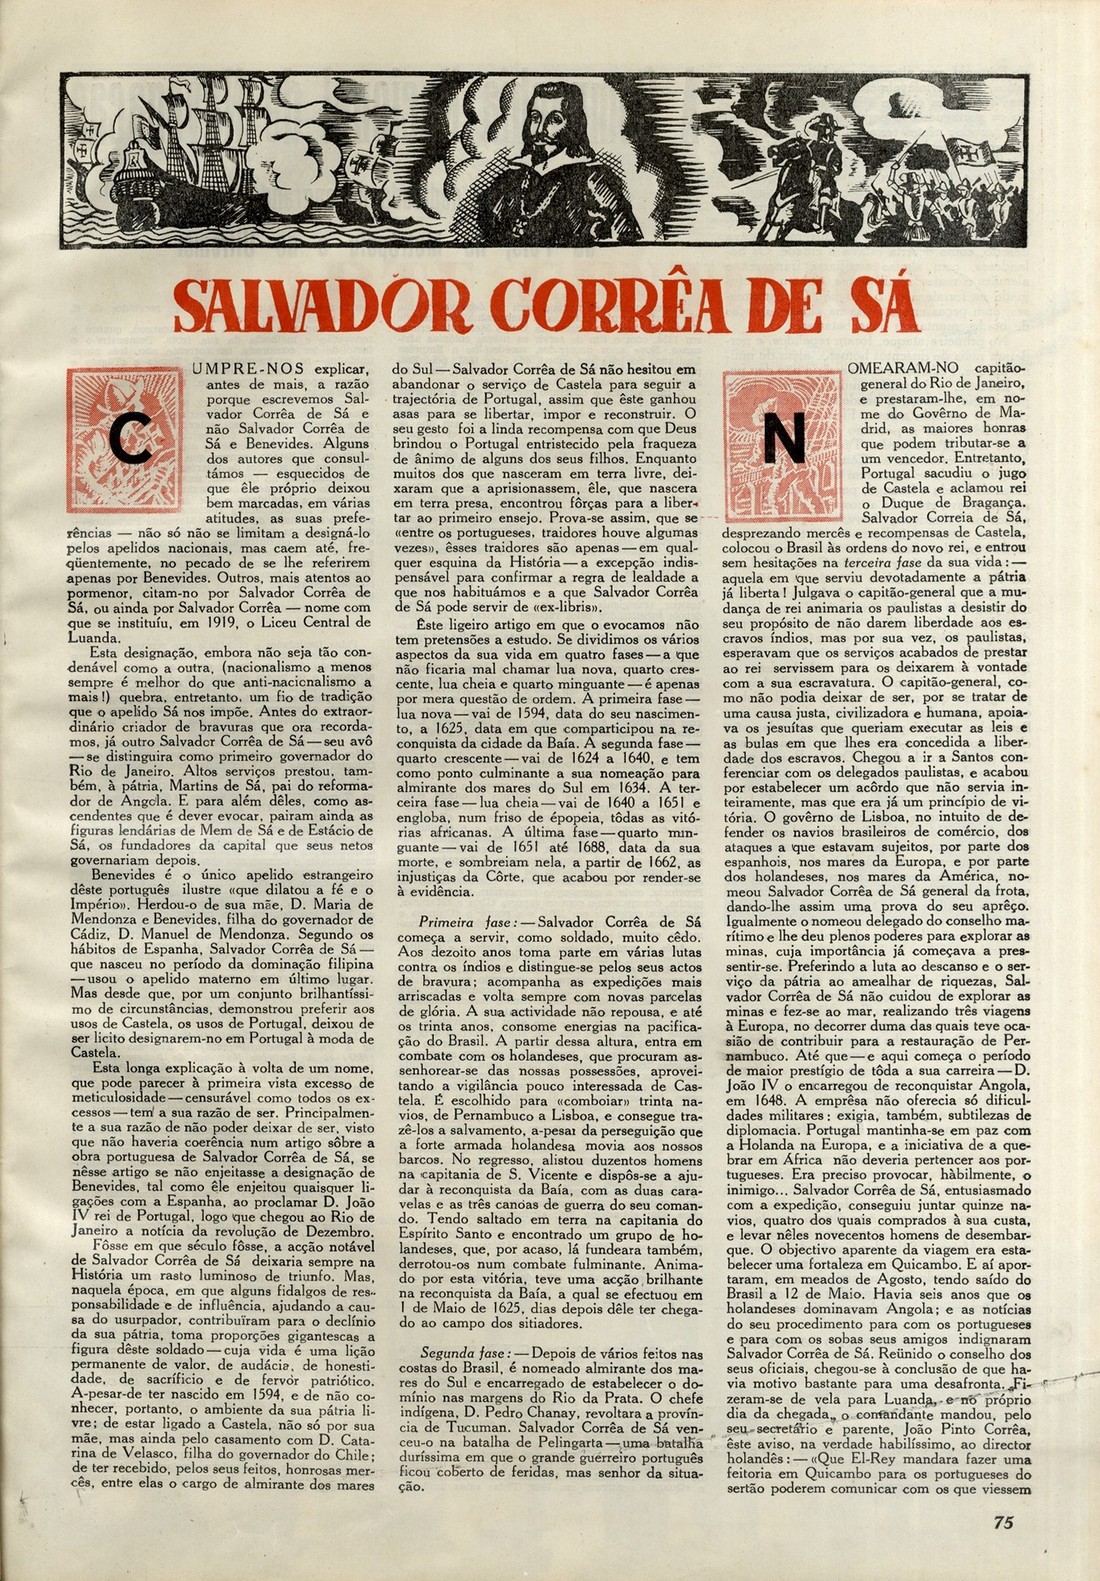 SALVADOR CORRÊA DE SÁ
CUMPRE-NOS explicar,
antes de mais, a razão
porque escrevemos Sal-
vador Corrêa de Sá e
não Salvador Corrêa de
Sá e Benevides. Alguns
dos autores que consul-
támos — esquecidos de
que êle próprio deixou
bem marcadas, em várias
atitudes, as suas prefe-
rências — não só não se limitam a designá-lo
pelos apelidos nacionais, mas caem até, fre-
qüentemente, no pecado de se lhe referirem
apenas por Benevides. Outros, mais atentos ao
pormenor, citam-no por Salvador Corrêa de
Sá, ou ainda por Salvador Corrêa — nome com
que se instituíu, em 1919, o Liceu Central de
Luanda.
Esta designação, embora não seja tão con-
denável como a outra, (nacionalismo a menos
sempre é melhor do que anti-nacionalismo a
mais!) quebra, entretanto, um fio de tradição
que o apelido Sá nos impõe. Antes do extraor-
dinário criador de bravuras que ora recorda-
mos, já outro Salvador Corrêa de Sá — seu avô
— se distinguira como primeiro governador do
Rio de Janeiro. Altos serviços prestou, tam-
bém, à pátria, Martins de Sá, pai do reforma-
dor de Angola. E para além dêles, como as-
cendentes que é dever evocar, pairam ainda as
figuras lendárias de Mem de Sá e de Estácio de
Sá, os fundadores da capital que seus netos
governariam depois.
Benevides é o único apelido estrangeiro
dêste português ilustre «que dilatou a fé e o
Império». Herdou-o de sua mãe, D. Maria de
Mendonza e Benevides, filha do governador de
Cádiz, D. Manuel de Mendonza. Segundo os
hábitos de Espanha, Salvador Corrêa de Sá —
que nasceu no período da dominação filipina
— usou o apelido materno em último lugar.
Mas desde que, por um conjunto brilhantíssi-
mo de circunstâncias, demonstrou preferir aos
usos de Castela, os usos de Portugal, deixou de
ser licito designarem-no em Portugal à moda de
Castela.
Esta longa explicação à volta de um nome,
que pode parecer à primeira vista excesso de
meticulosidade — censurável como todos os ex-
cessos — tem a sua razão de ser. Principalmen-
te a sua razão de não poder deixar de ser, visto
que não haveria coerência num artigo sôbre a
obra portuguesa de Salvador Corrêa de Sá, se
nêsse artigo se não enjeitasse a designação de
Benevides, tal como êle enjeitou quaisquer li-
gações com a Espanha, ao proclamar D. João
IV rei de Portugal, logo que chegou ao Rio de
Janeiro a notícia da revolução de Dezembro.
Fôsse em que século fôsse, a acção notável
de Salvador Corrêa de Sá deixaria sempre na
História um rasto luminoso de triunfo. Mas,
naquela época, em que alguns fidalgos de res-
ponsabilidade e de influência, ajudando a cau-
sa do usurpador, contribuïram para o declínio
da sua pátria, toma proporções gigantescas a
figura dêste soldado — cuja vida é uma lição
permanente de valor, de audácia, de honesti-
dade, de sacrifício e de fervor patriótico.
A-pesar-de ter nascido em 1594, e de não co-
nhecer, portanto, o ambiente da sua pátria li-
vre; de estar ligado a Castela, não só por sua
mãe, mas ainda pelo casamento com D. Cata-
rina de Velasco, filha do governador do Chile;
de ter recebido, pelos seus feitos, honrosas mer-
cês, entre elas o cargo de almirante dos mares
do Sul — Salvador Corrêa de Sá não hesitou em
abandonar o serviço de Castela para seguir a
trajectória de Portugal, assim que êste ganhou
asas para se libertar, impor e reconstruir. O
seu gesto foi a linda recompensa com que Deus
brindou o Portugal entristecido pela fraqueza
de ânimo de alguns dos seus filhos. Enquanto
muitos dos que nasceram em terra livre, dei-
xaram que a aprisionassem, êle, que nascera
em terra presa, encontrou fôrças para a liber-
tar ao primeiro ensejo. Prova-se assim, que se
«entre os portugueses, traidores houve algumas
vezes», êsses traidores são apenas — em qual-
quer esquina da História — a excepção indis-
pensável para confirmar a regra de lealdade a
que nos habituámos e a que Salvador Corrêa
de Sá pode servir de «ex-libris».
Êste ligeiro artigo em que o evocamos não
tem pretensões a estudo. Se dividimos os vários
aspectos da sua vida em quatro fases — a que
não ficaria mal chamar lua nova, quarto cres-
cente, lua cheia e quarto minguante — é apenas
por mera questão de ordem. A primeira fase —
lua nova — vai de 1594, data do seu nascimen-
to, a 1625, data em que comparticipou na re-
conquista da cidade da Baía. A segunda fase —
quarto crescente — vai de 1624 a 1640, e tem
como ponto culminante a sua nomeação para
almirante dos mares do Sul em 1634. A ter-
ceira fase — lua cheia — vai de 1640 a 1651 e
engloba, num friso de épopeia, tôdas as vitó-
rias africanas. A última fase — quarto min-
guante — vai de 1651 até 1688, data da sua
morte, e sombreiam nela, a partir de 1662, as
injustiças da Côrte, que acabou por render-se
à evidência.
Primeira fase: — Salvador Corrêa de Sá
começa a servir, como soldado, muito cêdo.
Aos dezoito anos toma parte em várias lutas
contra os índios e distingue-se pelos seus actos
de bravura; acompanha as expedições mais
arriscadas e volta sempre com novas parcelas
de glória. A sua actividade não repousa, e até
os trinta anos, consome energias na pacifica-
ção do Brasil. A partir dessa altura, entra em
combate com os holandeses, que procuram as-
senhorear-se das nossas possessões, aprovei-
tando a vigilância pouco interessada de Cas-
tela. É escolhido para «comboiar» trinta na-
vios, de Pernambuco a Lisboa, e consegue tra-
zê-los a salvamento, a-pesar da perseguição que
a forte armada holandesa movia aos nossos
barcos. No regresso, alistou duzentos homens
na capitania de S. Vicente e dispôs-se a aju-
dar à reconquista da Baía, com as duas cara-
velas e as três canoas de guerra do seu coman-
do. Tendo saltado em terra na capitania do
Espírito Santo e encontrado um grupo de ho-
landeses, que, por acaso, lá fundeara também,
derrotou-os num combate fulminante. Anima-
do por esta vitória, teve uma acção brilhante
na reconquista da Baía, a qual se efectuou em
1 de Maio de 1625, dias depois dêle ter chega-
do ao campo dos sitiadores.
Segunda fase: — Depois de vários feitos nas
costas do Brasil, é nomeado almirante dos ma-
res do Sul e encarregado de estabelecer o do-
mínio nas margens do Rio da Prata. O chefe
indígena, D. Pedro Chanay, revoltara a provín-
cia de Tucuman. Salvador Corrêa de Sá ven-
ceu-o na batalha de Pelingarta — uma batalha
duríssima em que o grande guerreiro português
ficou coberto de feridas, mas senhor da situa-
ção.
NOMEARAM-NO capitão-
general do Rio de Janeiro,
e prestaram-lhe, em no-
me do Govêrno de Ma-
drid, as maiores honras
que podem tributar-se a
um vencedor. Entretanto,
Portugal sacudiu o jugo
de Castela e aclamou rei
o Duque de Bragança.
Salvador Correia de Sá,
desprezando mercês e recompensas de Castela,
colocou o Brasil às ordens do novo rei, e entrou
sem hesitações na terceira fase da sua vida: —
aquela em que serviu devotadamente a pátria
já liberta! Julgava o capitão-general que a mu-
dança de rei animaria os paulistas a desistir do
seu propósito de não darem liberdade aos es-
cravos índios, mas por sua vez, os paulistas,
esperavam que os serviços acabados de prestar
ao rei servissem para os deixarem à vontade
com a sua escravatura. O capitão-general, co-
mo não podia deixar de ser, por se tratar de
uma causa justa, civilizadora e humana, apoia-
va os jesuítas que queriam executar as leis e
as bulas em que lhes era concedida a liber-
dade dos escravos. Chegou a ir a Santos con-
ferenciar com os delegados paulistas, e acabou
por estabelecer um acôrdo que não servia in-
teiramente, mas que era já um princípio de vi-
tória. O govêrno de Lisboa, no intuito de de-
fender os navios brasileiros de comércio, dos
ataques a que estavam sujeitos, por parte dos
espanhois, nos mares da Europa, e por parte
dos holandeses, nos mares da América, no-
meou Salvador Corrêa de Sá general da frota,
dando-lhe assim uma prova do seu aprêço.
Igualmente o nomeou delegado do conselho ma-
rítimo e lhe deu plenos poderes para explorar as
minas, cuja importância já começava a pres-
sentir-se. Preferindo a luta ao descanso e o ser-
viço da pátria ao amealhar de riquezas, Sal-
vador Corrêa de Sá não cuidou de explorar as
minas e fez-se ao mar, realizando três viagens
à Europa, no decorrer duma das quais teve oca-
sião de contribuir para a restauração de Per-
nambuco. Até que — e aqui começa o período
de maior prestígio de tôda a sua carreira — D.
João IV o encarregou de reconquistar Angola,
em 1648. A emprêsa não oferecia só dificul-
dades militares: exigia, também, subtilezas de
diplomacia. Portugal mantinha-se em paz com
a Holanda na Europa, e a iniciativa de a que-
brar em África não deveria pertencer aos por-
tugueses. Era preciso provocar, hàbilmente, o
inimigo... Salvador Corrêa de Sá, entusiasmado
com a expedição, conseguiu juntar quinze na-
vios, quatro dos quais comprados à sua custa,
e levar nêles novecentos homens de desembar-
que. O objectivo aparente da viagem era esta-
belecer uma fortaleza em Quicambo. E aí apor-
taram, em meados de Agosto, tendo saído do
Brasil a 12 de Maio. Havia seis anos que os
holandeses dominavam Angola; e as notícias
do seu procedimento para com os portugueses
e para com os sobas seus amigos indignaram
Salvador Corrêa de Sá. Reünido o conselho dos
seus oficiais, chegou-se à conclusão de que ha-
via motivo bastante para uma desafronta. Fi-
zeram-se de vela para Luanda, e no próprio
dia da chegada, o comandante mandou, pelo
seu secretário e parente, João Pinto Corrêa,
êste aviso, na verdade habilíssimo, ao director
holandês: — «Que El-Rey mandara fazer uma
feitoria em Quicambo para os portugueses do
sertão poderem comunicar com os que viessem
75